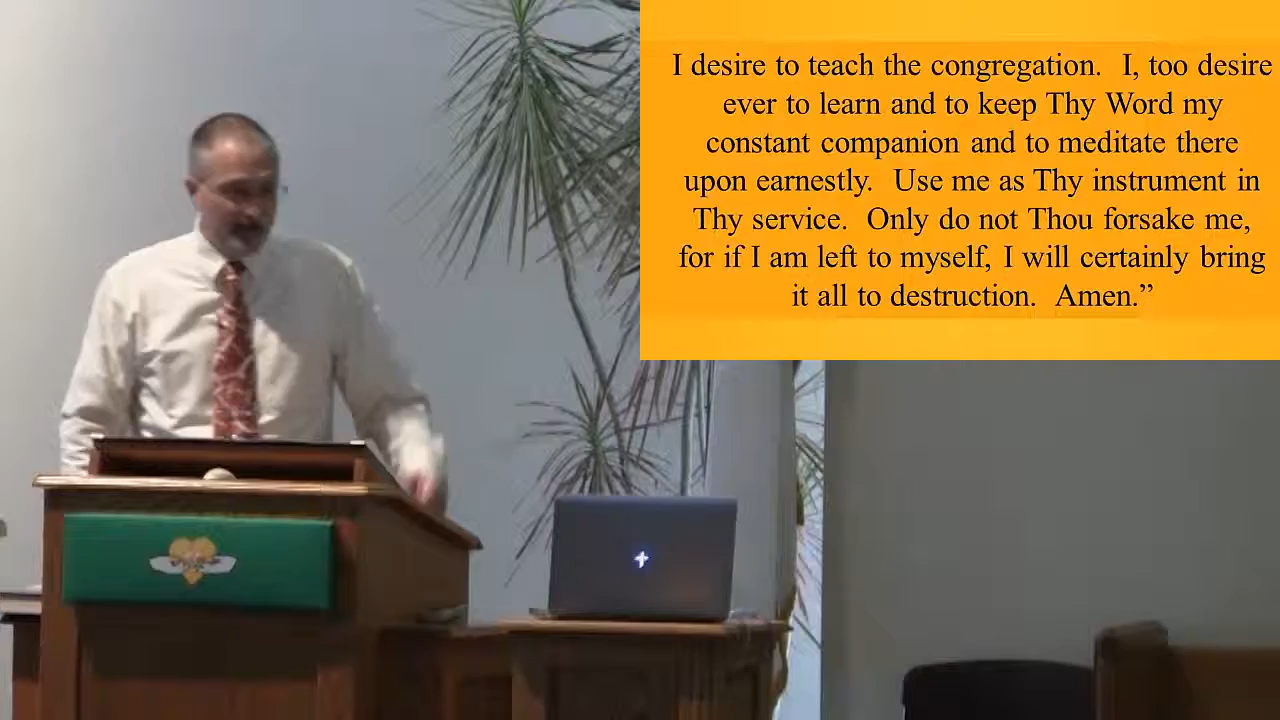 I desire to teach the congregation.  I, too desire
ever to learn and to keep Thy Word my
constant companion and to meditate there
upon earnestly.  Use me as Thy instrument in
Thy service.  Only do not Thou forsake me,
for if I am left to myself, I will certainly bring
it all to destruction.  Amen.”